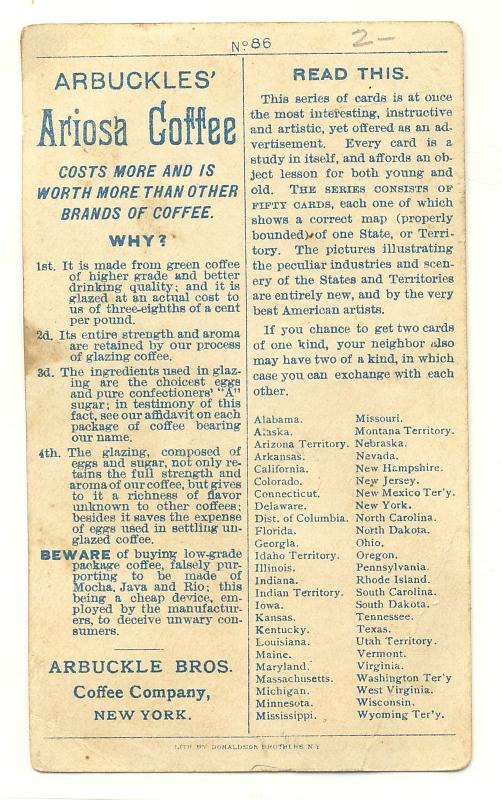 No 86
2-
ARBUCKLES'
Ariosa Coffee
COSTS MORE AND IS
WORTH MORE THAN OTHER
BRANDS OF COFFEE.
WHY?
1st. It is made from green coffee
of higher grade and better
drinking quality; and it is
glazed at an actual cost to
us of three-eighths of a cent
per pound.
2d. Its entire strength and aroma
are retained by our process
of glazing coffee.
3d. The ingredients used in glaz-
ing are the choicest eggs
and pure confectioners' "A"
sugar; in testimony of this
fact, see our affidavit on each
package of coffee bearing
our name.
4th. The glazing, composed of
eggs and sugar, not only re-
tains the full strength and
aroma of our coffee, but gives
to it a richness of flavor
unknown to other coffees;
besides it saves the expense
of eggs used in settling un-
glazed coffee.
BEWARE of buying low-grade
package coffee, falsely pur-
porting to be made of
Mocha, Java and Rio; this
being a cheap device, em-
ployed by the manufactur-
ers, to deceive unwary con-
sumers.
ARBUCKLE BROS.
Coffee Company,
NEW YORK.
READ THIS.
This series of cards is at once
the most interesting, instructive
and artistic, yet offered as an ad-
vertisement. Every card is a
study in itself, and affords an ob-
ject lesson for both young and
old. THE SERIES CONSISTS OF
FIFTY CARDS, each one of which
shows a correct map (properly
bounded) of one State, or Terri-
tory. The pictures illustrating
the peculiar industries and scen-
ery of the States and Territories
are entirely new, and by the very
best American artists.
If you chance to get two cards
of one kind, your neighbor also
may have two of a kind, in which
case you can exchange with each
other.
Alabama.
Alaska.
Arizona Territory.
Arkansas.
California.
Colorado.
Connecticut.
Delaware.
Dist. of Columbia.
Florida.
Georgia.
Idaho Territory.
Illinois.
Indiana.
Indian Territory.
Iowa.
Kansas.
Kentucky.
Louisiana.
Maine.
Maryland.
Massachusetts.
Michigan.
Minnesota.
Mississippi.
Missouri.
Montana Territory.
Nebraska.
Nevada.
New Hampshire.
New Jersey.
New Mexico Ter'y.
New York.
North Carolina.
North Dakota.
Ohio.
Oregon.
Pennsylvania.
Rhode Island.
South Carolina.
South Dakota.
Tennessee.
Texas.
Utah Territory.
Vermont.
Virginia.
Washington Ter'y
West Virginia.
Wisconsin.
Wyoming Ter'y.
LITH BY DONALDSON BROTHERS N.Y.